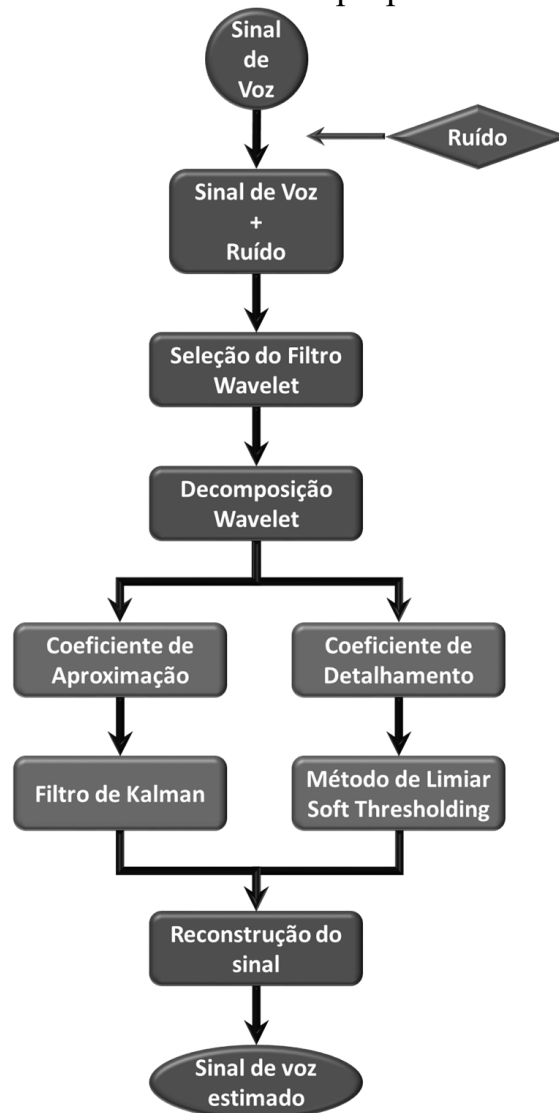 Sinal
de
Voz
Ruído
Sinal de Voz
+
Ruído
Seleção do Filtro
Wavelet
Decomposição
Wavelet
Coeficiente de
Aproximação
Coeficiente de
Detalhamento
Filtro de Kalman
Método de Limiar
Soft Thresholding
Reconstrução do
sinal
Sinal de voz
estimado